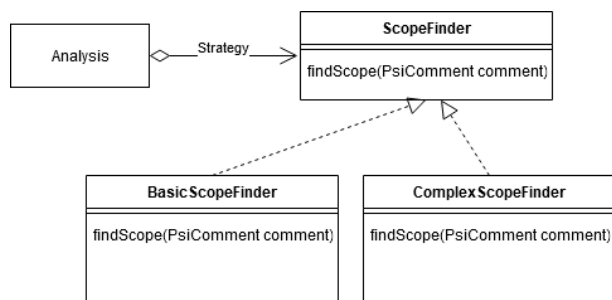 ScopeFinder
Analysis
Strategy
findScope(PsiComment comment)
BasicScopeFinder
ComplexScopeFinder
findScope(PsiComment comment)
findScope(PsiComment comment)